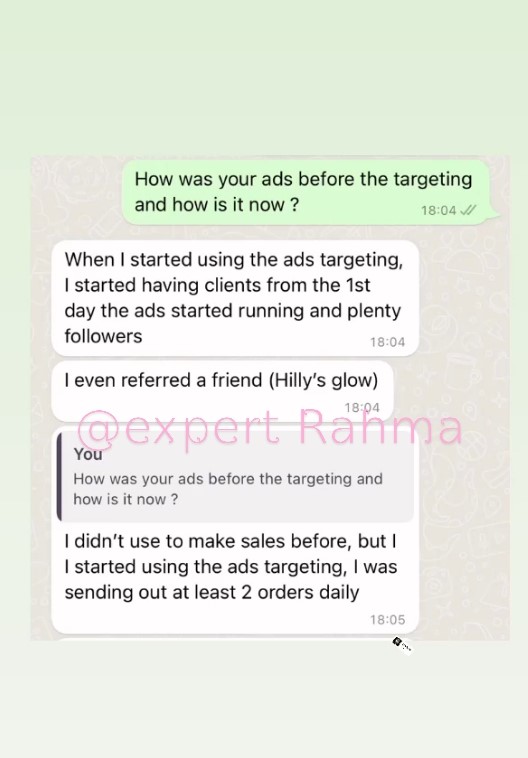 How was your ads before the targeting
and how is it now ?
18:04
When I started using the ads targeting,
I started having clients from the 1st
day the ads started running and plenty
followers
18:04
I even referred a friend (Hilly's glow)
18:04
@expert Rahma
You
How was your ads before the targeting and
how is it now ?
I didn't use to make sales before, but I
I started using the ads targeting, I was
sending out at least 2 orders daily
18:05